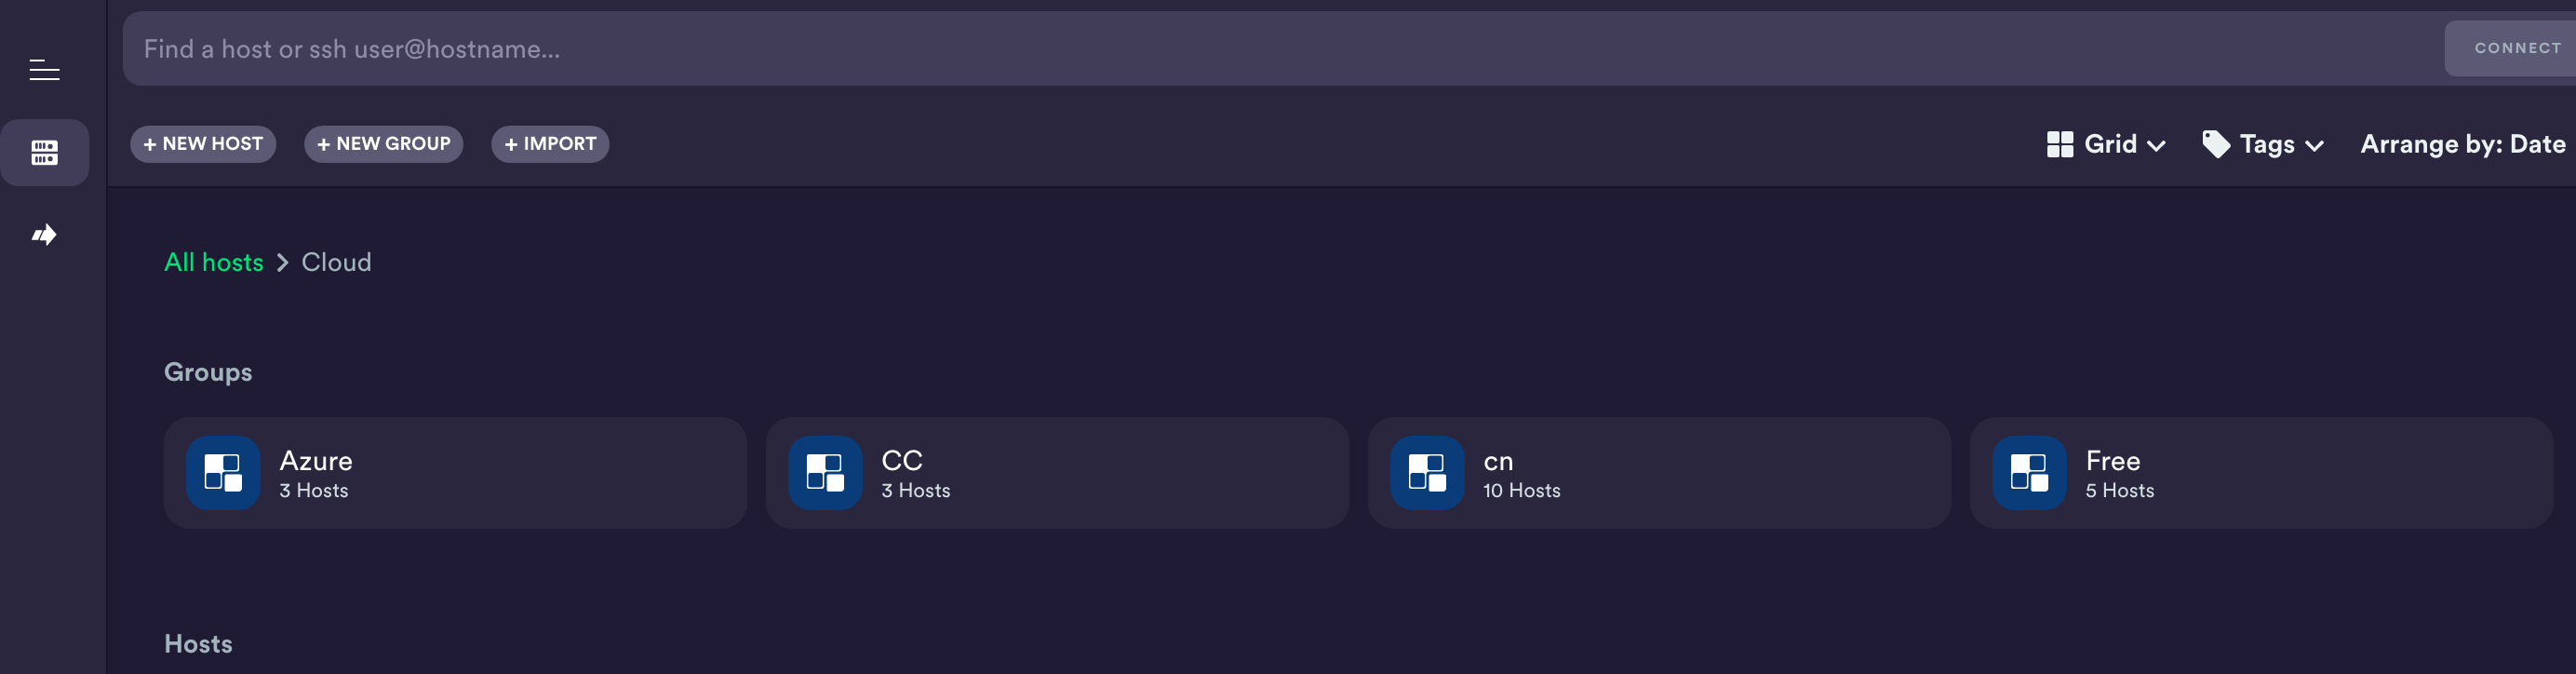 Find a host or ssh user@hostname...
CONNECT
+ NEW HOST
+ NEW GROUP
+ IMPORT
Grid
Tags
Arrange by: Date
All hosts > Cloud
Groups
Azure
3 Hosts
CC
3 Hosts
cn
10 Hosts
Free
5 Hosts
Hosts